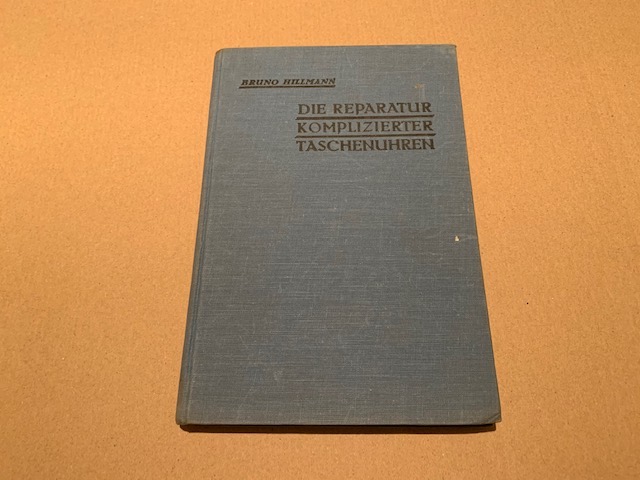 BRUNO HILLMANN
DIE REPARATUR
KOMPLIZIERTER
TASCHENUHREN